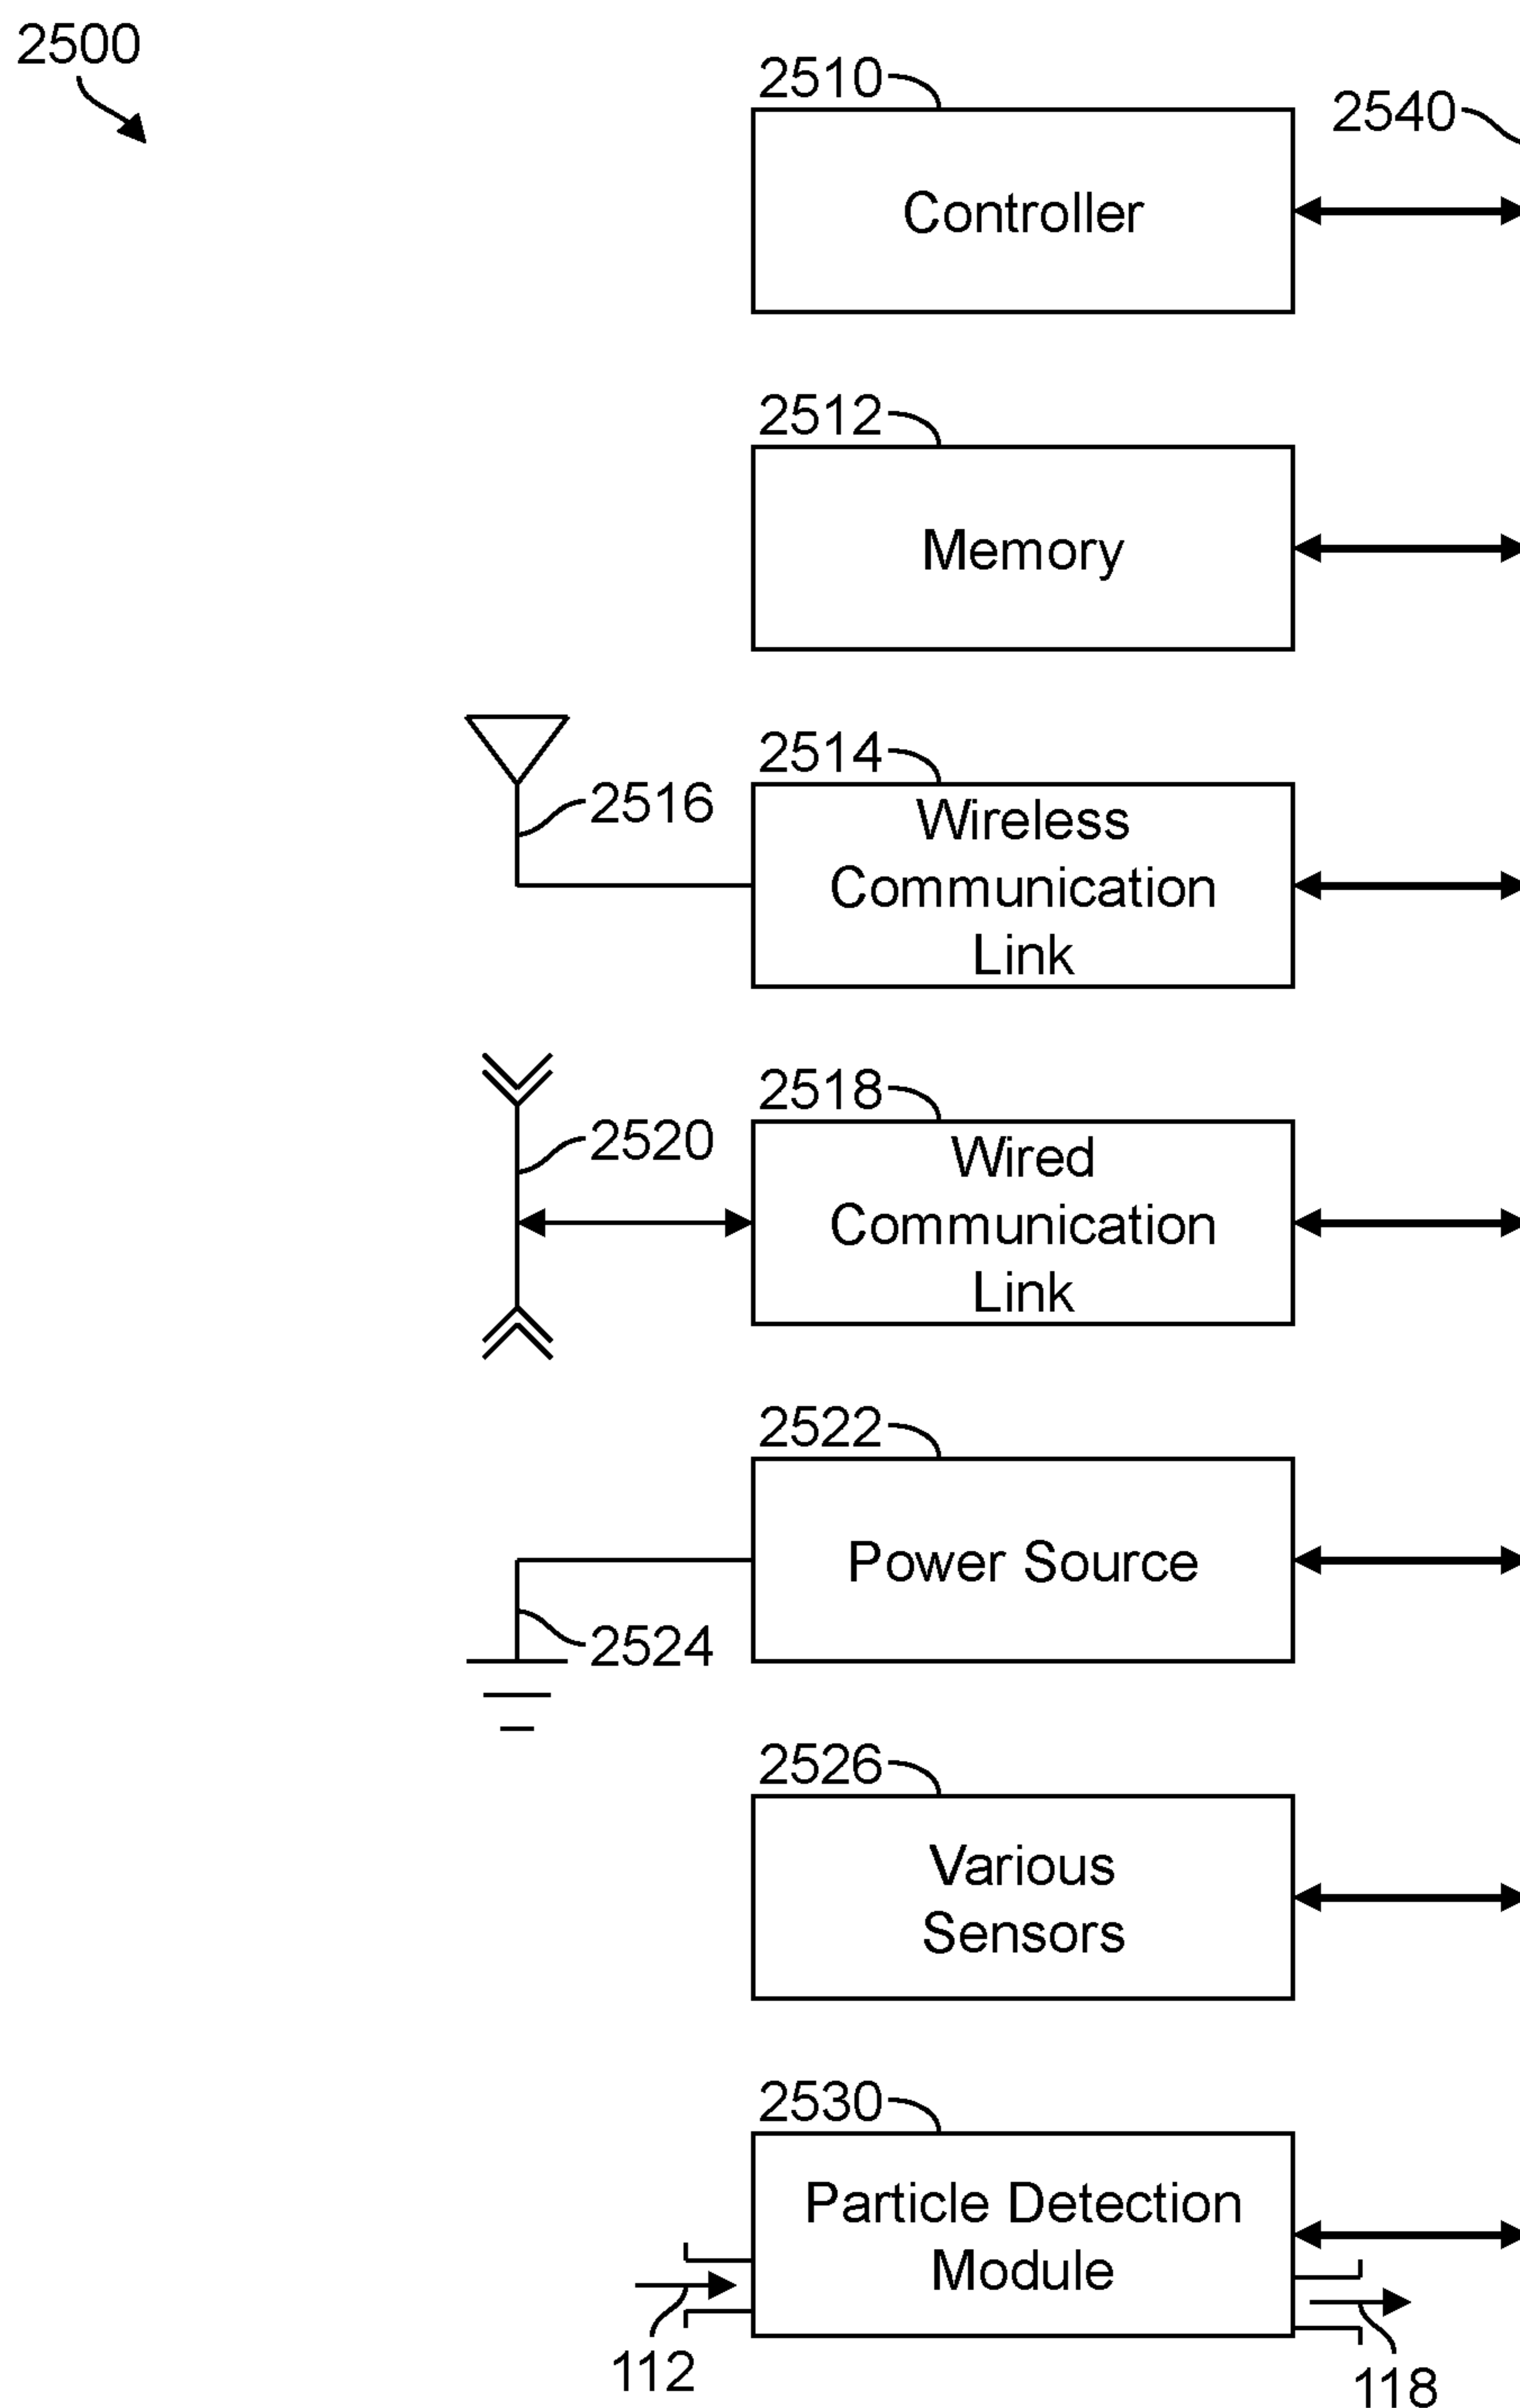 2500
2510
2540
Controller
2512
Memory
2514
2516
Wireless
Communication
Link
2518
2520
Wired
Communication
Link
2522
Power Source
2524
2526
Various
Sensors
2530
Particle Detection
Module
112
118